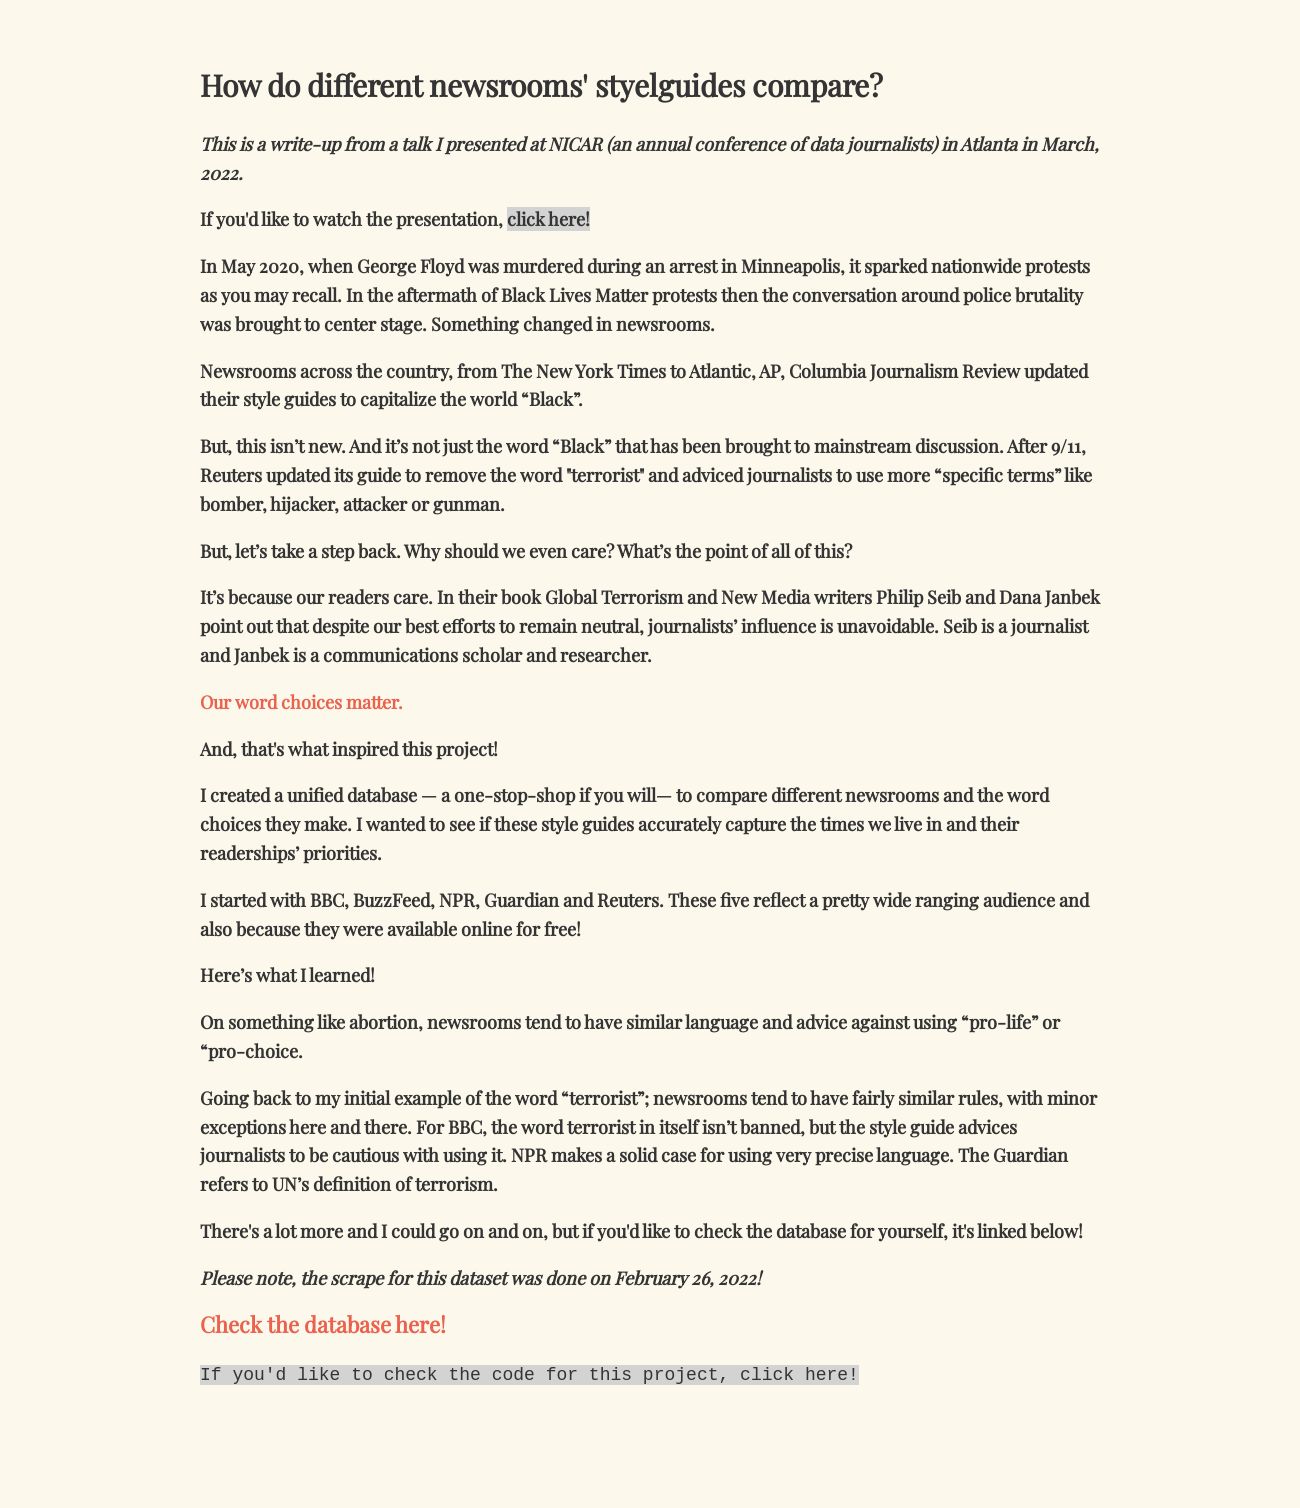 How do different newsrooms' styelguides compare?
This is a write-up from a talk I presented at NICAR (an annual conference of data journalists) in Atlanta in March,
2022.
If you'd like to watch the presentation, click here!
In May 2020, when George Floyd was murdered during an arrest in Minneapolis, it sparked nationwide protests
as you may recall. In the aftermath of Black Lives Matter protests then the conversation around police brutality
was brought to center stage. Something changed in newsrooms.
Newsrooms across the country, from The New York Times to Atlantic, AP, Columbia Journalism Review updated
their style guides to capitalize the world “Black”.
But, this isn’t new. And it’s not just the word “Black” that has been brought to mainstream discussion. After 9/11,
Reuters updated its guide to remove the word "terrorist" and adviced journalists to use more “specific terms” like
bomber, hijacker, attacker or gunman.
But, let’s take a step back. Why should we even care? What’s the point of all of this?
It’s because our readers care. In their book Global Terrorism and New Media writers Philip Seib and Dana Janbek
point out that despite our best efforts to remain neutral, journalists’ influence is unavoidable. Seib is a journalist
and Janbek is a communications scholar and researcher.
Our word choices matter.
And, that's what inspired this project!
I created a unified database — a one-stop-shop if you will— to compare different newsrooms and the word
choices they make. I wanted to see if these style guides accurately capture the times we live in and their
readerships’ priorities.
I started with BBC, BuzzFeed, NPR, Guardian and Reuters. These five reflect a pretty wide ranging audience and
also because they were available online for free!
Here’s what I learned!
On something like abortion, newsrooms tend to have similar language and advice against using “pro-life” or
“pro-choice.
Going back to my initial example of the word “terrorist”; newsrooms tend to have fairly similar rules, with minor
exceptions here and there. For BBC, the word terrorist in itself isn’t banned, but the style guide advices
journalists to be cautious with using it. NPR makes a solid case for using very precise language. The Guardian
refers to UN’s definition of terrorism.
There's a lot more and I could go on and on, but if you'd like to check the database for yourself, it's linked below!
Please note, the scrape for this dataset was done on February 26, 2022!
Check the database here!
If you'd like to check the code for this project, click here!